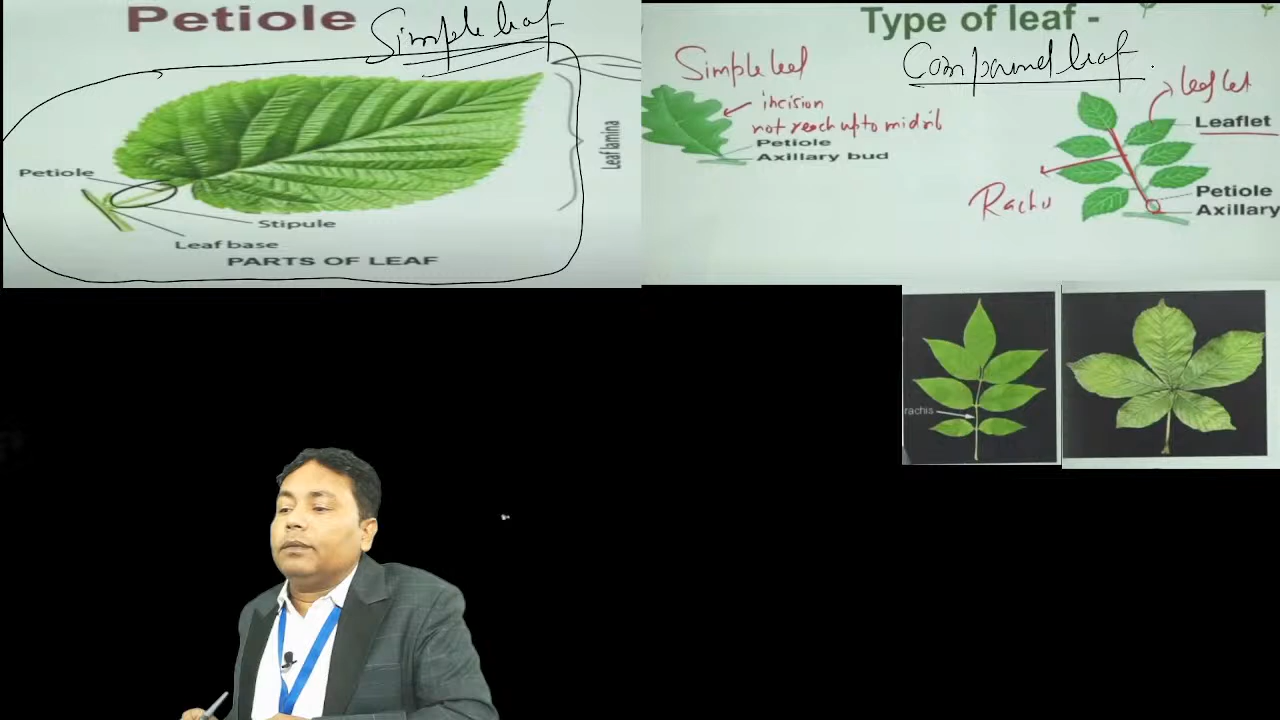 Petiole
Simple leaf
Petiole
Stipule
Leaf base
PARTS OF LEAF
Leaf lamina
Type of leaf -
Compound leaf
Simple leaf
incision
not reach upto midrib
Petiole
Axillary bud
leaflet
Leaflet
Petiole
Axillary
rachis